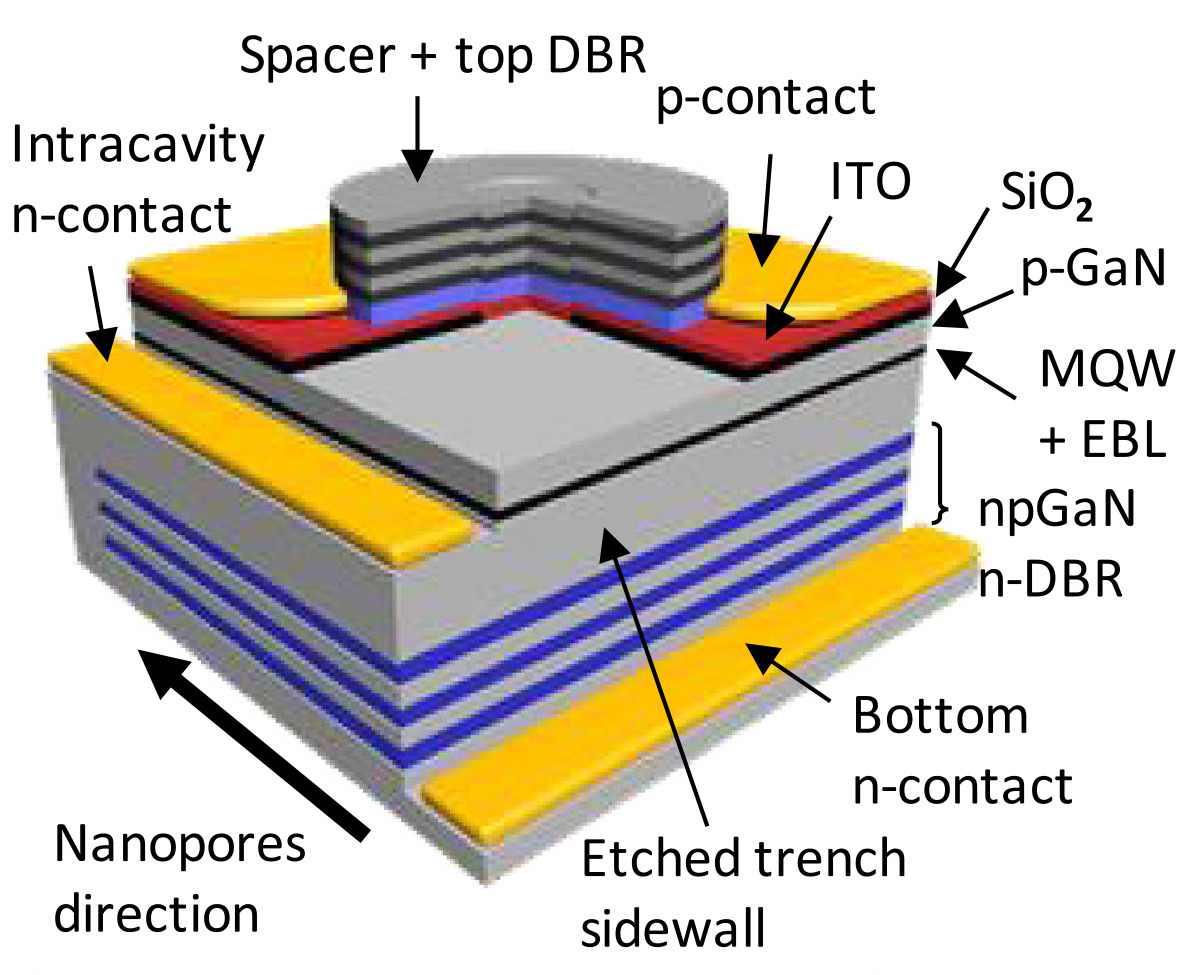 Spacer + top DBR
p-contact
Intracavity
n-contact
ITO
SiO₂
p-GaN
MQW
+ EBL
npGaN
n-DBR
Bottom
n-contact
Etched trench
sidewall
Nanopores
direction